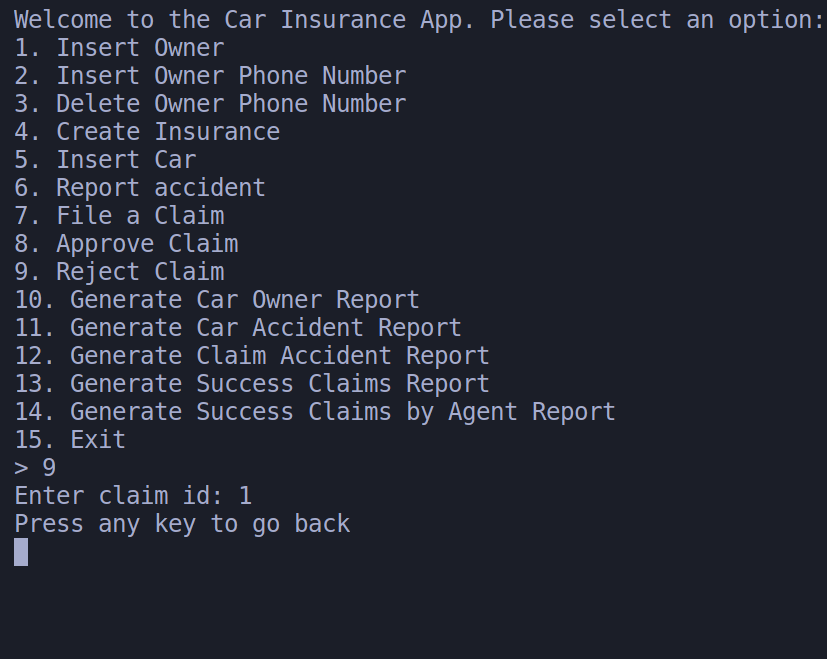 Welcome to the Car Insurance App. Please select an option:
1. Insert Owner
2. Insert Owner Phone Number
3. Delete Owner Phone Number
4. Create Insurance
5. Insert Car
6. Report accident
7. File a Claim
8. Approve Claim
9. Reject Claim
10. Generate Car Owner Report
11. Generate Car Accident Report
12. Generate Claim Accident Report
13. Generate Success Claims Report
14. Generate Success Claims by Agent Report
15. Exit
> 9
Enter claim id: 1
Press any key to go back